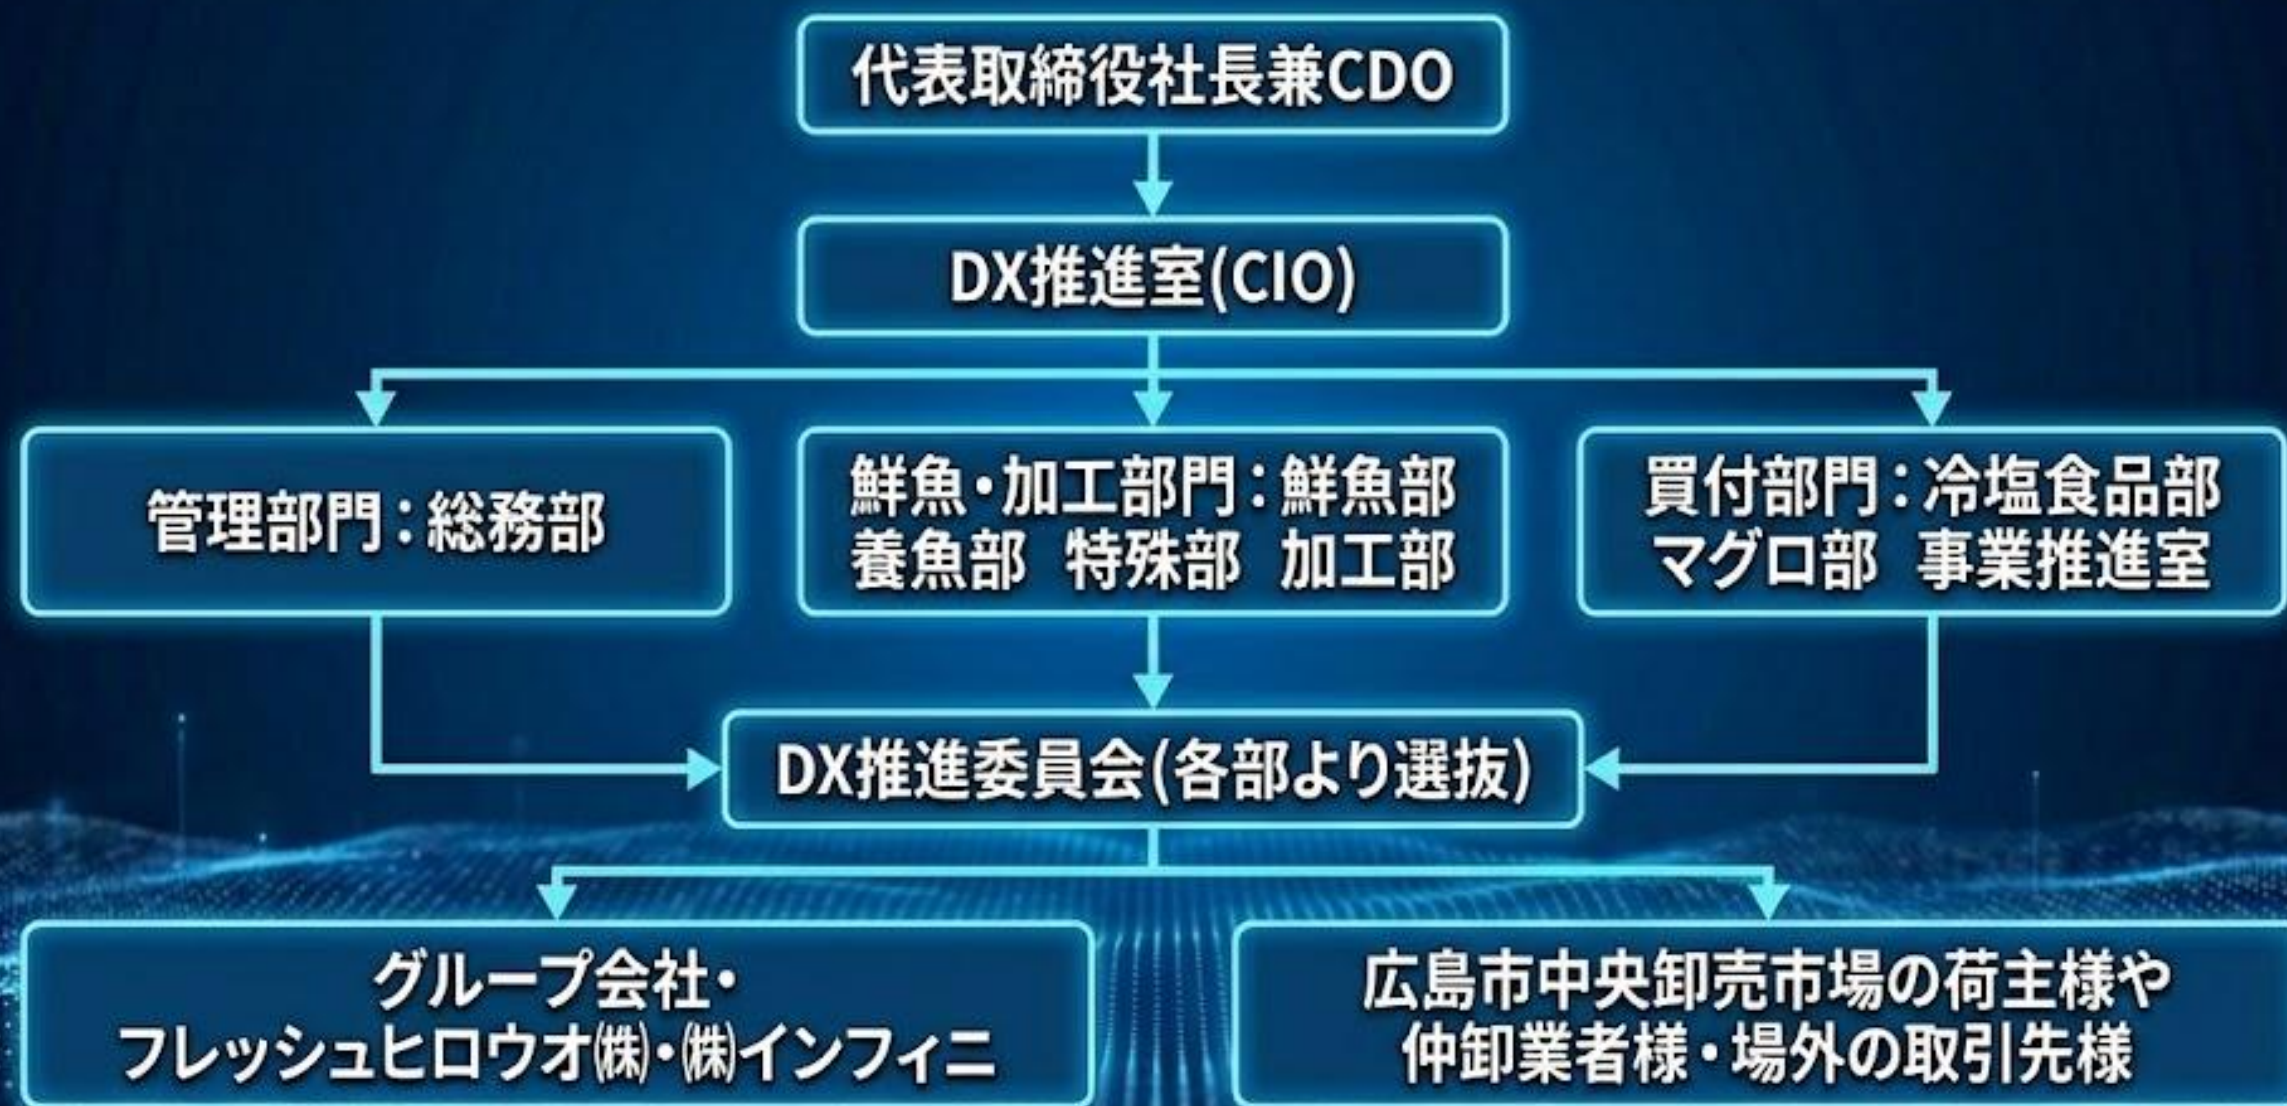 代表取締役社長兼CDO
DX推進室(CIO)
管理部門：総務部
鮮魚・加工部門：鮮魚部
養魚部 特殊部 加工部
買付部門：冷塩食品部
マグロ部 事業推進室
DX推進委員会(各部より選抜)
グループ会社・
フレッシュヒロウオ㈱・㈱インフィニ
広島市中央卸売市場の荷主様や
仲卸業者様・場外の取引先様